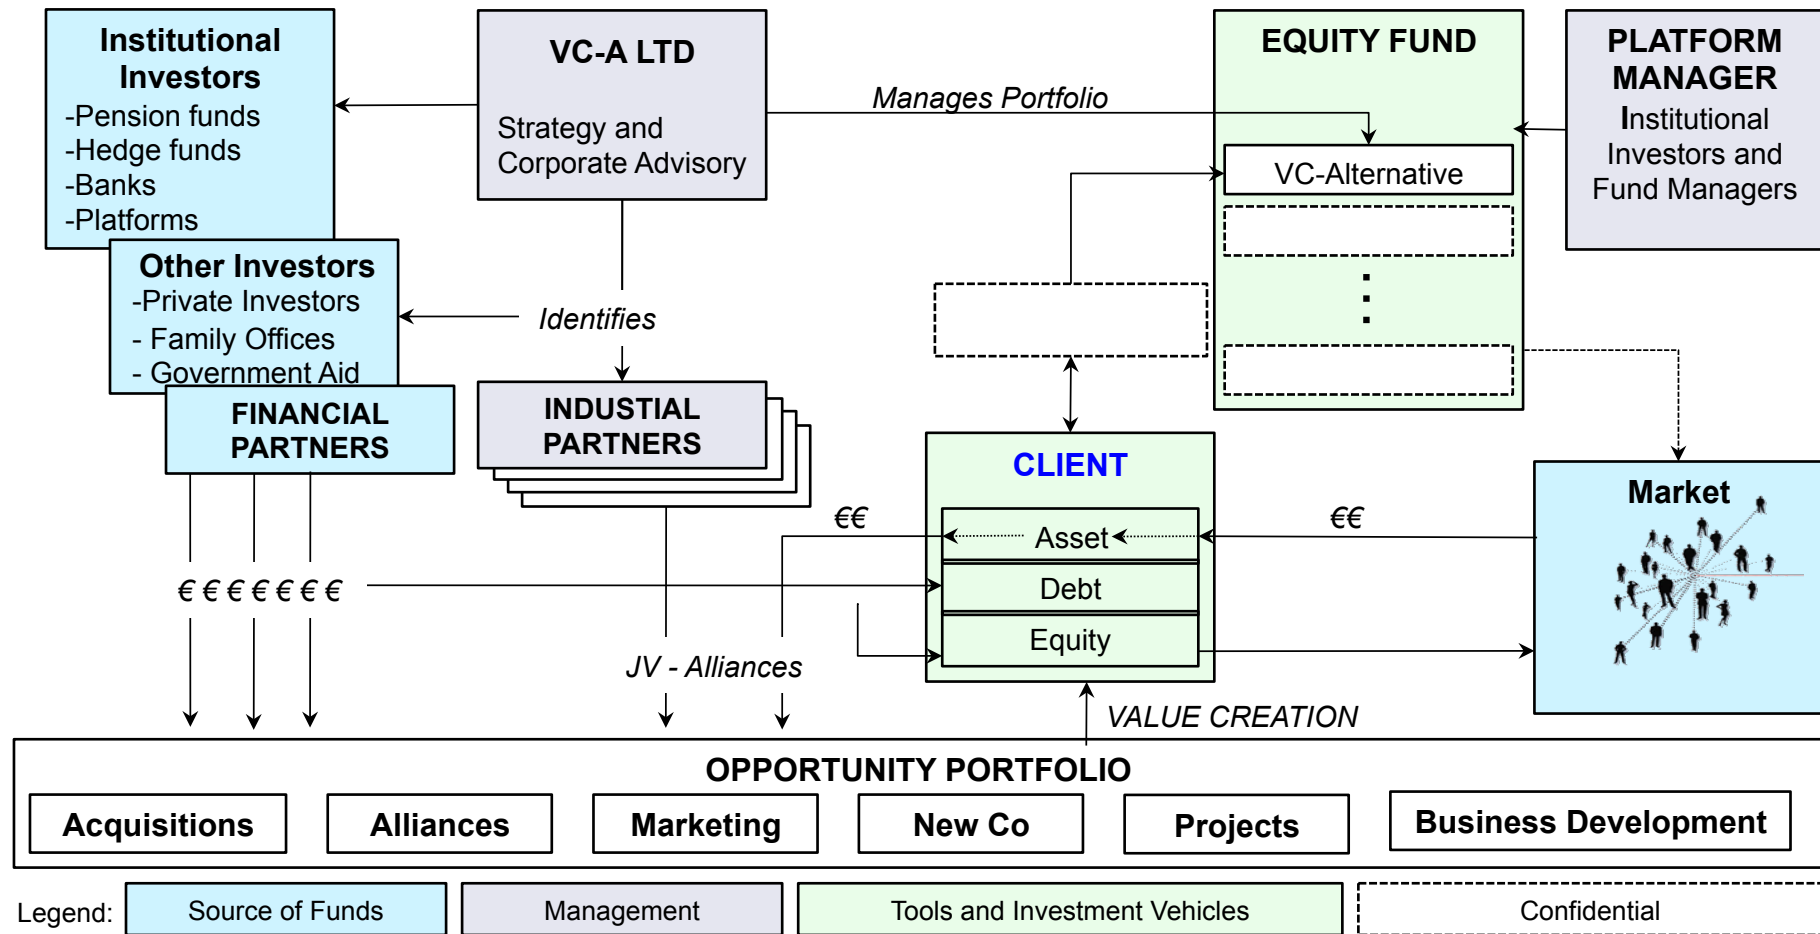 Institutional
Investors
-Pension funds
-Hedge funds
-Banks
-Platforms
Other Investors
-Private Investors
- Family Offices
- Government Aid
FINANCIAL
PARTNERS
VC-A LTD
Strategy and
Corporate Advisory
Manages Portfolio
Identifies
INDUSTIAL
PARTNERS
EQUITY FUND
VC-Alternative
PLATFORM
MANAGER
Institutional
Investors and
Fund Managers
CLIENT
Asset
Debt
Equity
€€
€€
Market
€ € € € € € €
JV - Alliances
VALUE CREATION
OPPORTUNITY PORTFOLIO
Acquisitions
Alliances
Marketing
New Co
Projects
Business Development
Legend:
Source of Funds
Management
Tools and Investment Vehicles
Confidential